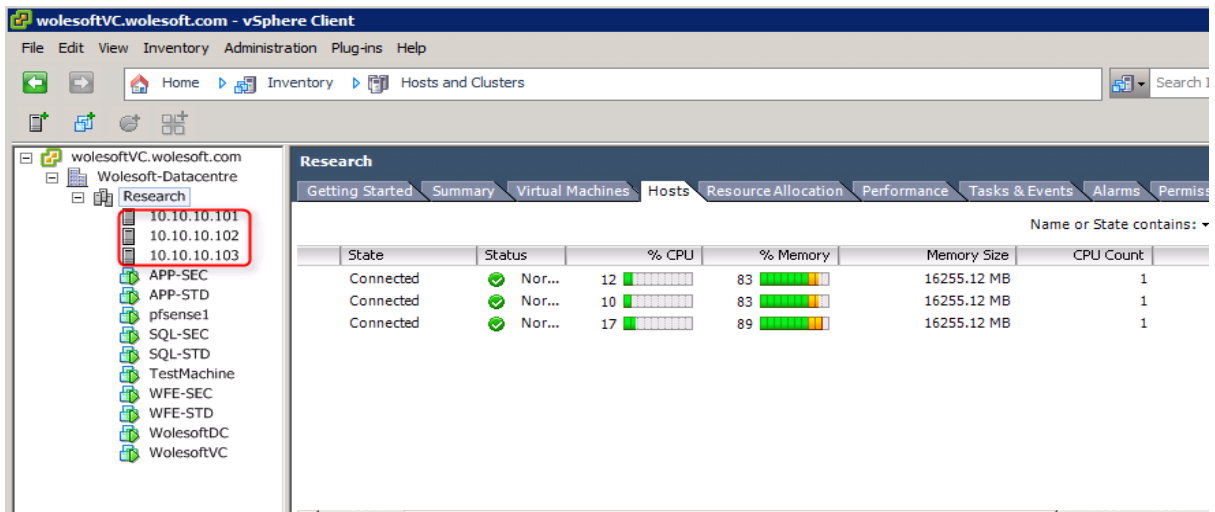 wolesoftVC.wolesoft.com - vSphere Client
File Edit View Inventory Administration Plug-ins Help
Home Inventory Hosts and Clusters Search
wolesoftVC.wolesoft.com
Wolesoft-Datacentre
Research
10.10.10.101
10.10.10.102
10.10.10.103
APP-SEC
APP-STD
pfsense1
SQL-SEC
SQL-STD
TestMachine
WFE-SEC
WFE-STD
WolesoftDC
WolesoftVC
Research
Getting Started Summary Virtual Machines Hosts Resource Allocation Performance Tasks & Events Alarms Permiss
Name or State contains:
State Status % CPU % Memory Memory Size CPU Count
Connected Nor... 12 83 16255.12 MB 1
Connected Nor... 10 83 16255.12 MB 1
Connected Nor... 17 89 16255.12 MB 1